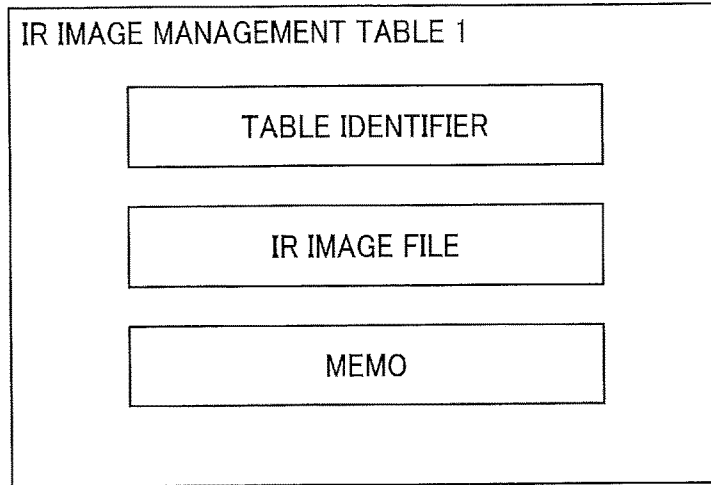 IR IMAGE MANAGEMENT TABLE 1
TABLE IDENTIFIER
IR IMAGE FILE
MEMO